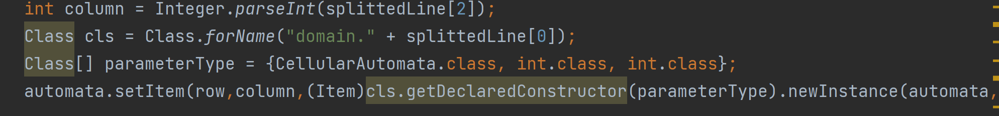 int column = Integer.parseInt(splittedLine[2]);
Class cls = Class.forName("domain." + splittedLine[0]);
Class[] parameterType = {CellularAutomata.class, int.class, int.class};
automata.setItem(row,column,(Item)cls.getDeclaredConstructor(parameterType).newInstance(automata,